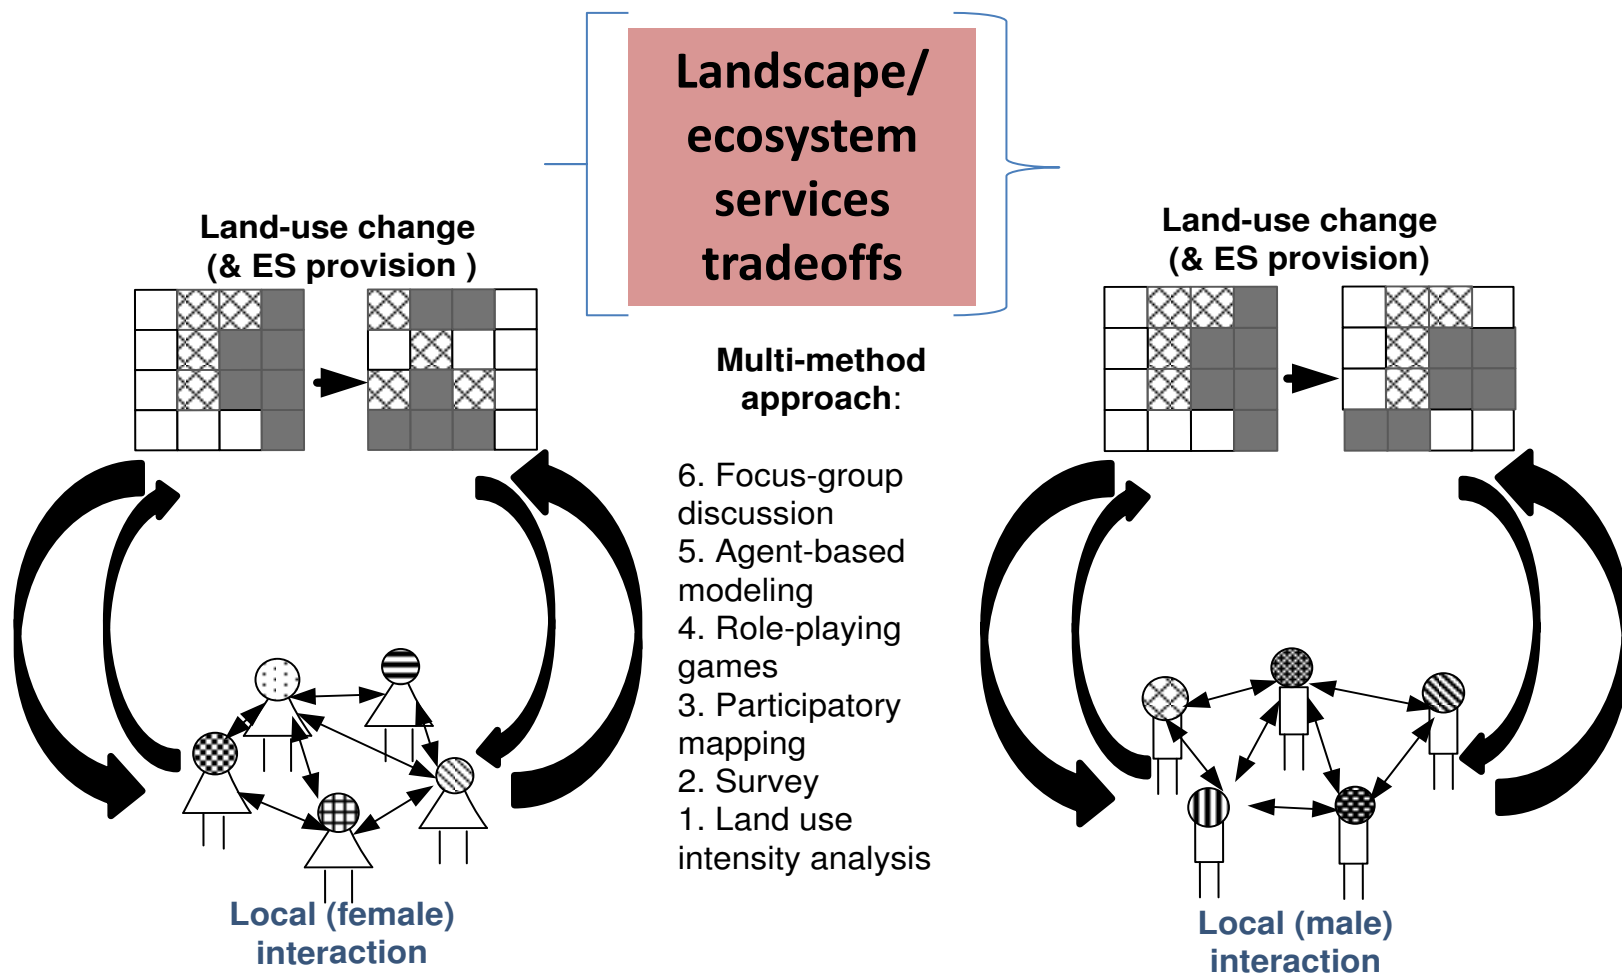 Landscape/
ecosystem
services
tradeoffs
Land-use change
(& ES provision )
Land-use change
(& ES provision)
Multi-method
approach:
6. Focus-group
discussion
5. Agent-based
modeling
4. Role-playing
games
3. Participatory
mapping
2. Survey
1. Land use
intensity analysis
Local (female)
interaction
Local (male)
interaction